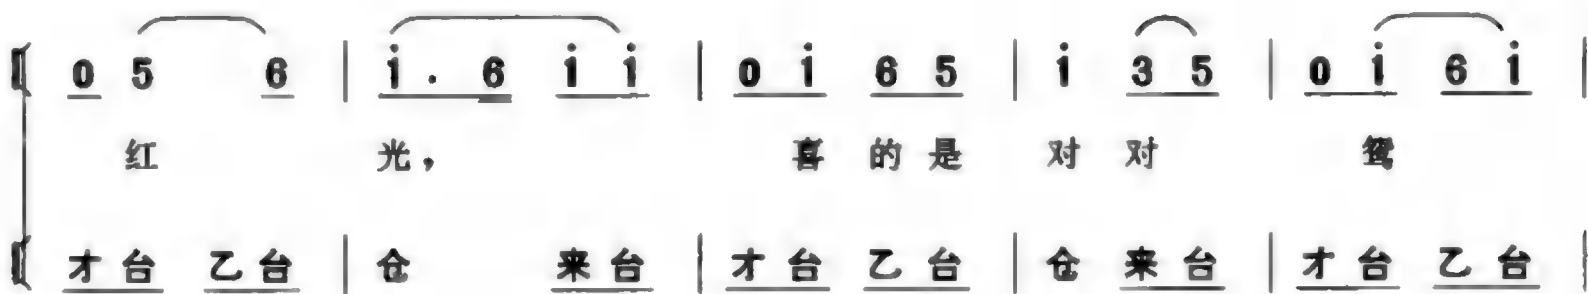 0 5 6 | i . 6 i i | 0 i 6 5 | i 3 5 | 0 i 6 i |
红 光， 喜 的 是 对 对 鸳
才 台 乙 台 | 仓 来 台 | 才 台 乙 台 | 仓 来 台 | 才 台 乙 台 |